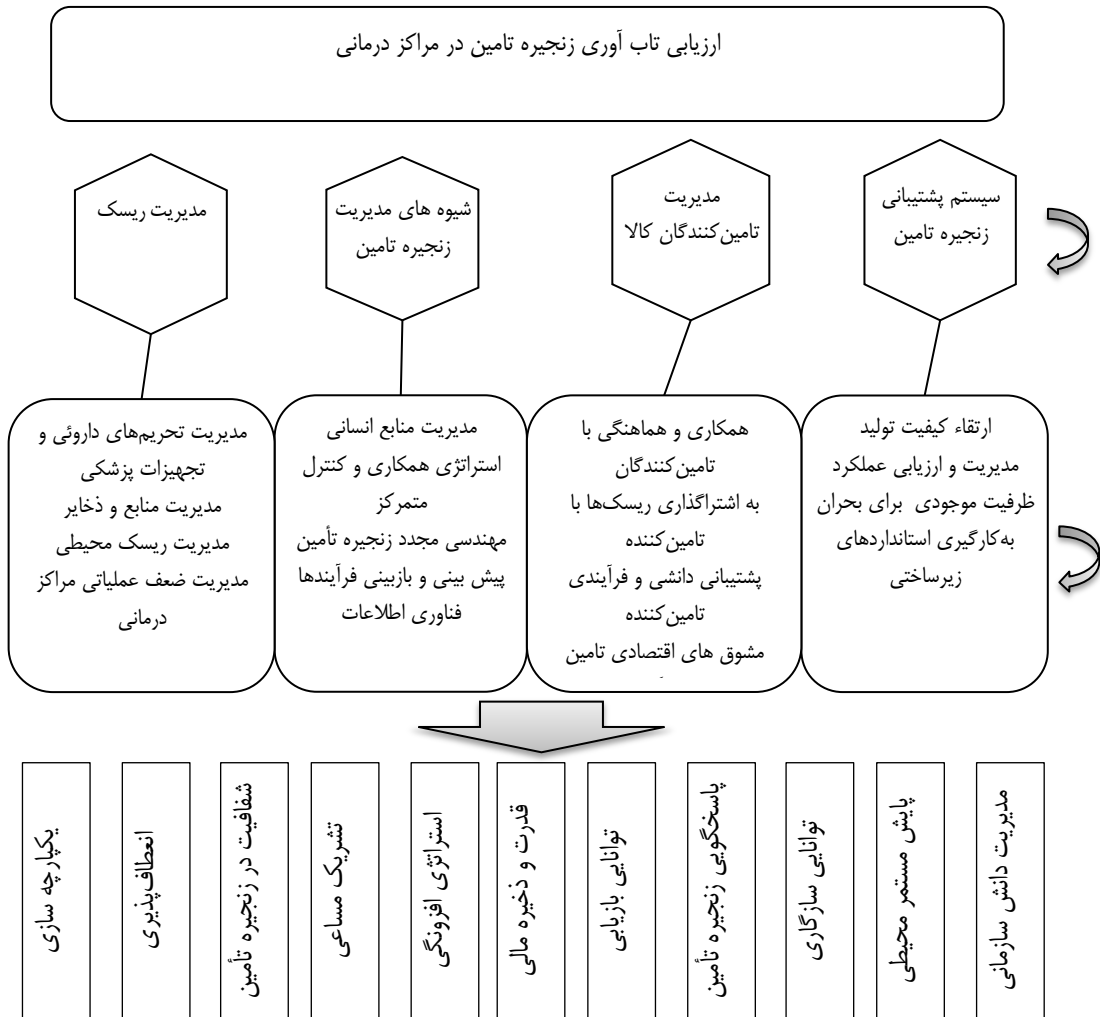 ارزیابی تاب آوری زنجیره تامین در مراکز درمانی
سیستم پشتیبانی
زنجیره تامین
مدیریت
تامین‌کنندگان کالا
شیوه های مدیریت
زنجیره تامین
مدیریت ریسک
ارتقاء کیفیت تولید
مدیریت و ارزیابی عملکرد
ظرفیت موجودی برای بحران
به‌کارگیری استانداردهای
زیرساختی
همکاری و هماهنگی با
تامین‌کنندگان
به اشتراگذاری ریسک‌ها با
تامین‌کننده
پشتیبانی دانشی و فرآیندی
تامین‌کننده
مشوق های اقتصادی تامین
مدیریت منابع انسانی
استراتژی همکاری و کنترل
متمرکز
مهندسی مجدد زنجیره تأمین
پیش بینی و بازبینی فرآیندها
فناوری اطلاعات
مدیریت تحریم‌های داروئی و
تجهیزات پزشکی
مدیریت منابع و ذخایر
مدیریت ریسک محیطی
مدیریت ضعف عملیاتی مراکز
درمانی
مدیریت دانش سازمانی
پایش مستمر محیطی
توانایی سازگاری
پاسخگویی زنجیره تأمین
توانایی بازیابی
قدرت و ذخیره مالی
استراتژی افزونگی
تشریک مساعی
شفافیت در زنجیره تأمین
انعطاف‌پذیری
یکپارچه سازی